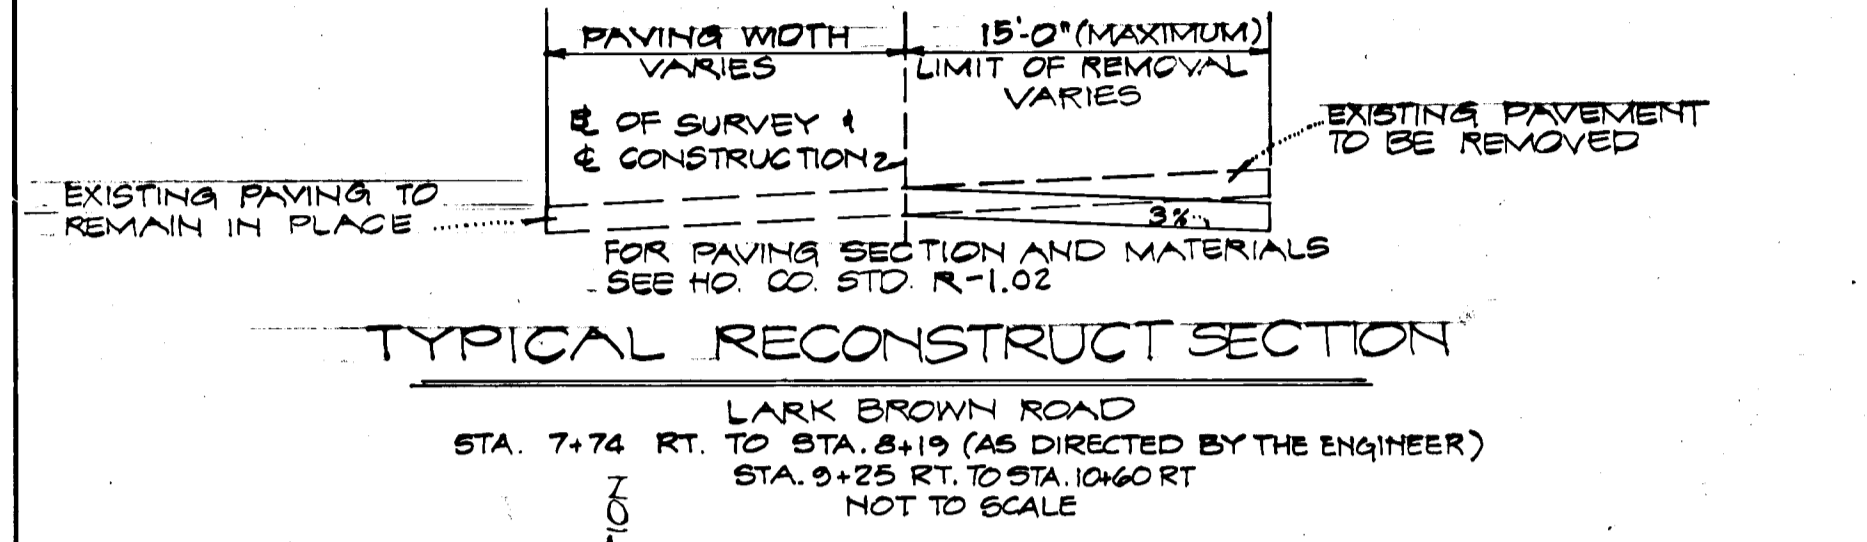 PAVING WIDTH
VARIES
15'-0" (MAXIMUM)
LIMIT OF REMOVAL
VARIES
℄ OF SURVEY &
℄ CONSTRUCTION
EXISTING PAVEMENT
TO BE REMOVED
EXISTING PAVING TO
REMAIN IN PLACE
3%
FOR PAVING SECTION AND MATERIALS
SEE HO. CO. STD. R-1.02
TYPICAL RECONSTRUCT SECTION
LARK BROWN ROAD
STA. 7+74 RT. TO STA. 8+19 (AS DIRECTED BY THE ENGINEER)
STA. 9+25 RT. TO STA. 10+60 RT
NOT TO SCALE